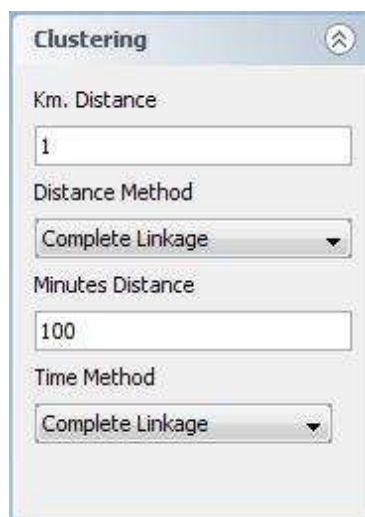 Clustering
Km. Distance
1
Distance Method
Complete Linkage
Minutes Distance
100
Time Method
Complete Linkage